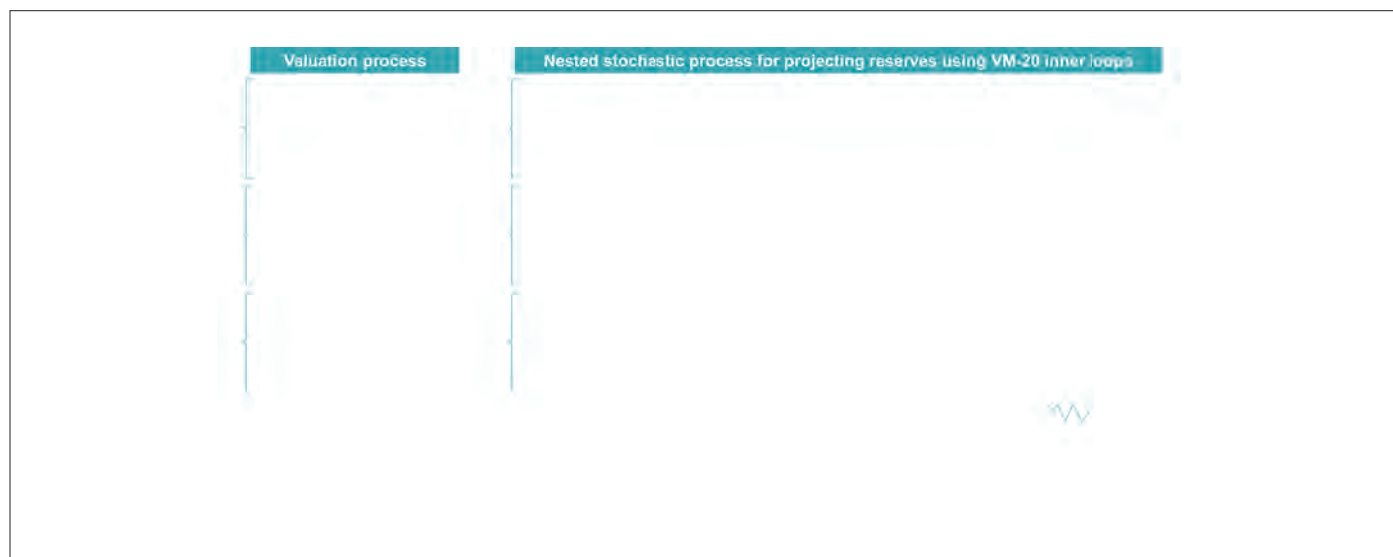 Valuation process
Nested stochastic process for projecting reserves using VM-20 inner loops